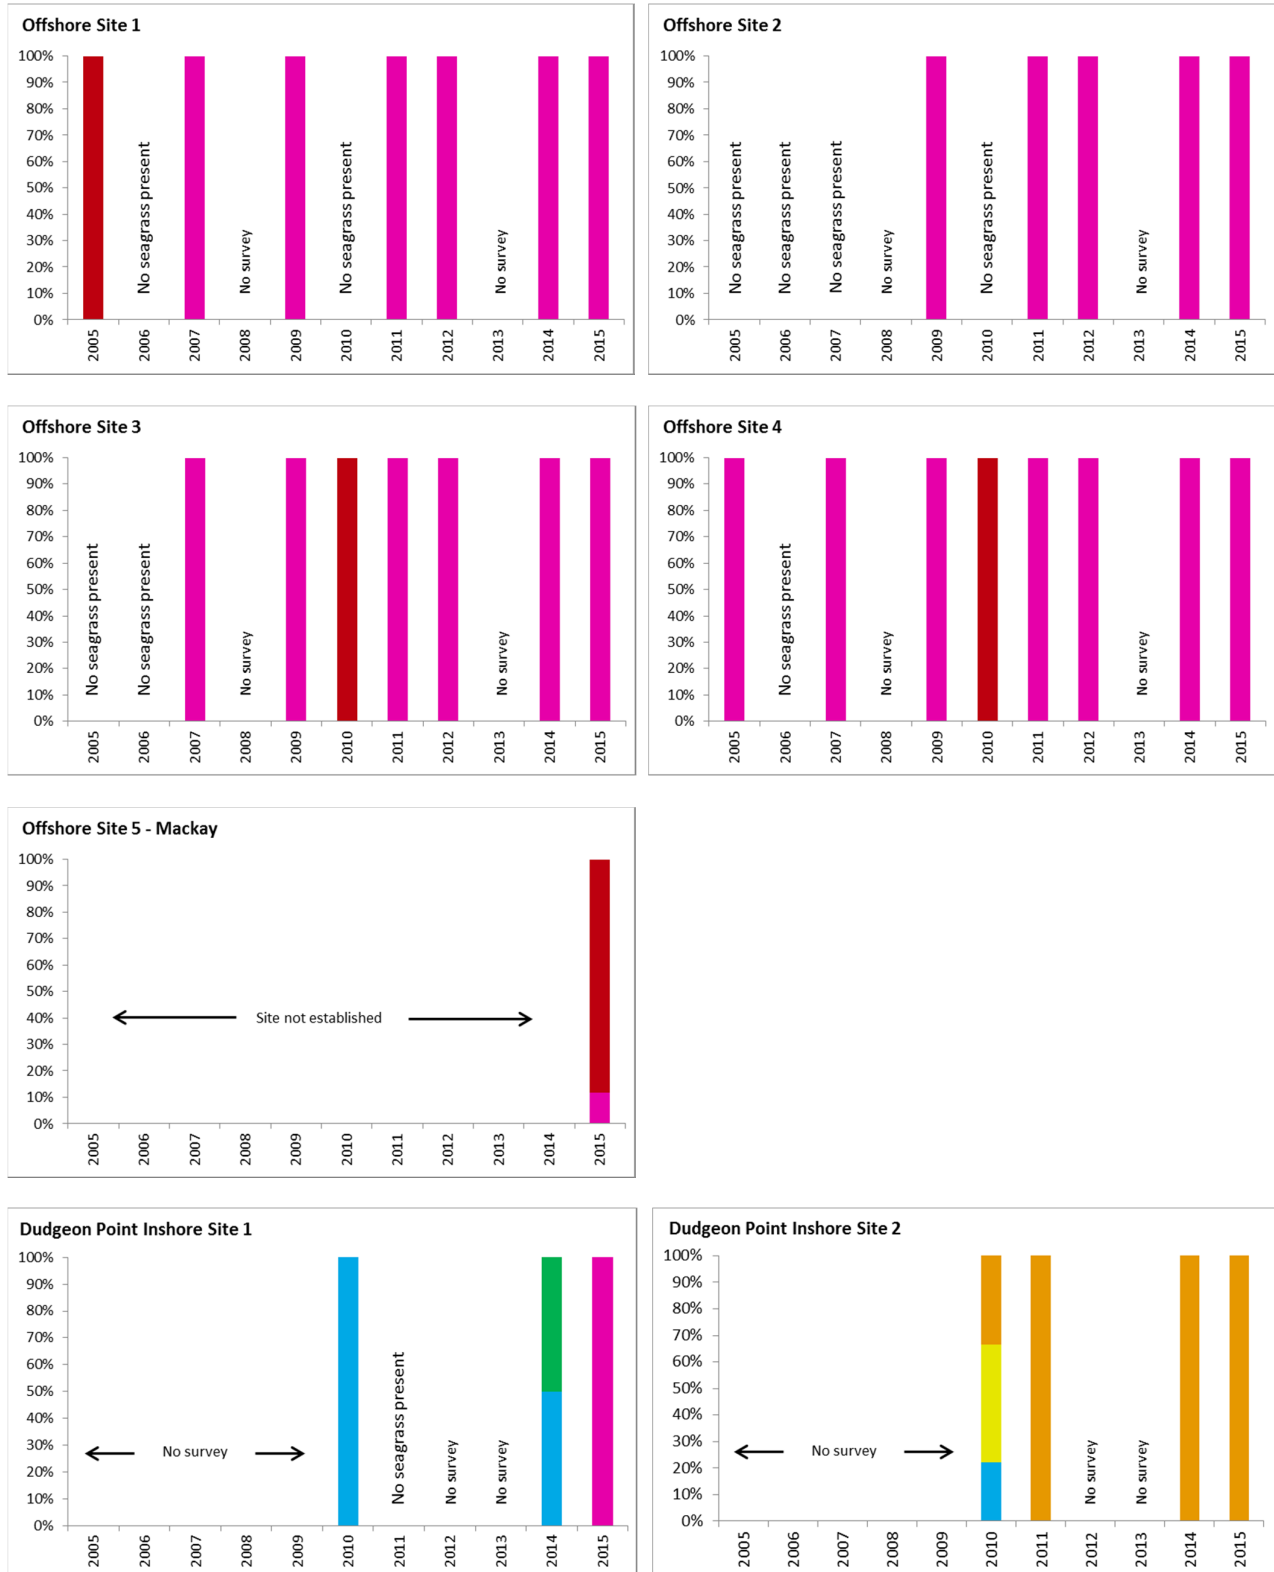 Offshore Site 1
100%
90%
80%
70%
60%
50%
40%
30%
20%
10%
0%
No seagrass present
No survey
No seagrass present
No survey
2005 2006 2007 2008 2009 2010 2011 2012 2013 2014 2015
Offshore Site 2
100%
90%
80%
70%
60%
50%
40%
30%
20%
10%
0%
No seagrass present
No seagrass present
No seagrass present
No survey
No seagrass present
No survey
2005 2006 2007 2008 2009 2010 2011 2012 2013 2014 2015
Offshore Site 3
100%
90%
80%
70%
60%
50%
40%
30%
20%
10%
0%
No seagrass present
No seagrass present
No survey
No survey
2005 2006 2007 2008 2009 2010 2011 2012 2013 2014 2015
Offshore Site 4
100%
90%
80%
70%
60%
50%
40%
30%
20%
10%
0%
No seagrass present
No survey
No survey
2005 2006 2007 2008 2009 2010 2011 2012 2013 2014 2015
Offshore Site 5 - Mackay
100%
90%
80%
70%
60%
50%
40%
30%
20%
10%
0%
Site not established
2005 2006 2007 2008 2009 2010 2011 2012 2013 2014 2015
Dudgeon Point Inshore Site 1
100%
90%
80%
70%
60%
50%
40%
30%
20%
10%
0%
No survey
No seagrass present
No survey
No survey
2005 2006 2007 2008 2009 2010 2011 2012 2013 2014 2015
Dudgeon Point Inshore Site 2
100%
90%
80%
70%
60%
50%
40%
30%
20%
10%
0%
No survey
No survey
No survey
2005 2006 2007 2008 2009 2010 2011 2012 2013 2014 2015